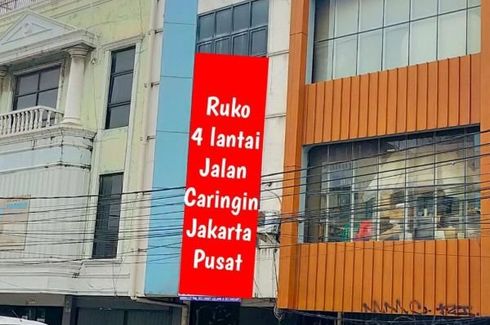 Ruko
4 lantai
Jalan
Caringin
Jakarta
Pusat